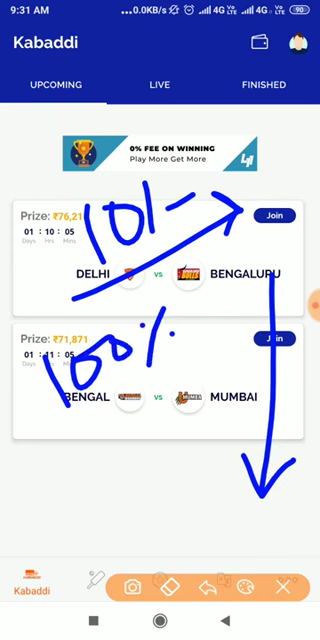 9:31 AM ...0.0KB/s 4G VoLTE 4G VoLTE 90
Kabaddi
UPCOMING LIVE FINISHED
0% FEE ON WINNING
Play More Get More
Prize: ₹76,21
Join
01 : 10 : 05
Days Hrs Mins
DELHI VS BENGALURU
Prize: ₹71,871
Join
01 : 11 : 05
100%
BENGAL VS MUMBAI
Kabaddi